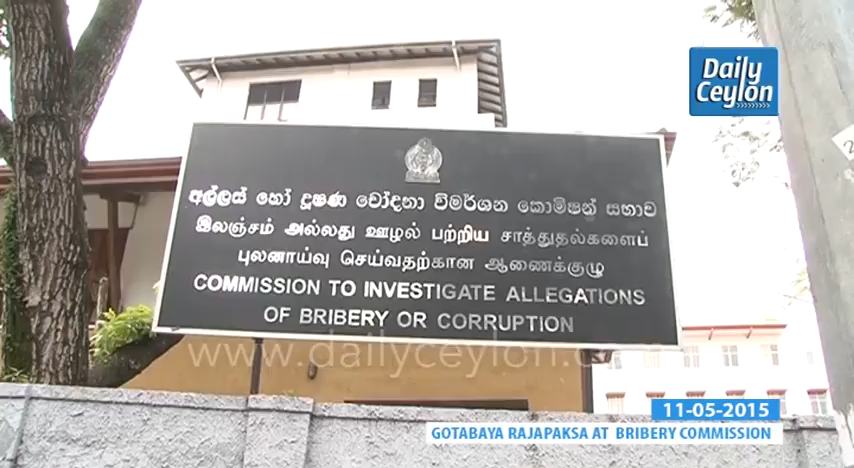 Daily
Ceylon
අල්ලස් හෝ දූෂණ චෝදනා විමර්ශන කොමිෂන් සභාව
இலஞ்சம் அல்லது ஊழல் பற்றிய சாத்துதல்களைப்
புலனாய்வு செய்வதற்கான ஆணைக்குழு
COMMISSION TO INVESTIGATE ALLEGATIONS
OF BRIBERY OR CORRUPTION
www.dailyceylon.com
11-05-2015
GOTABAYA RAJAPAKSA AT BRIBERY COMMISSION